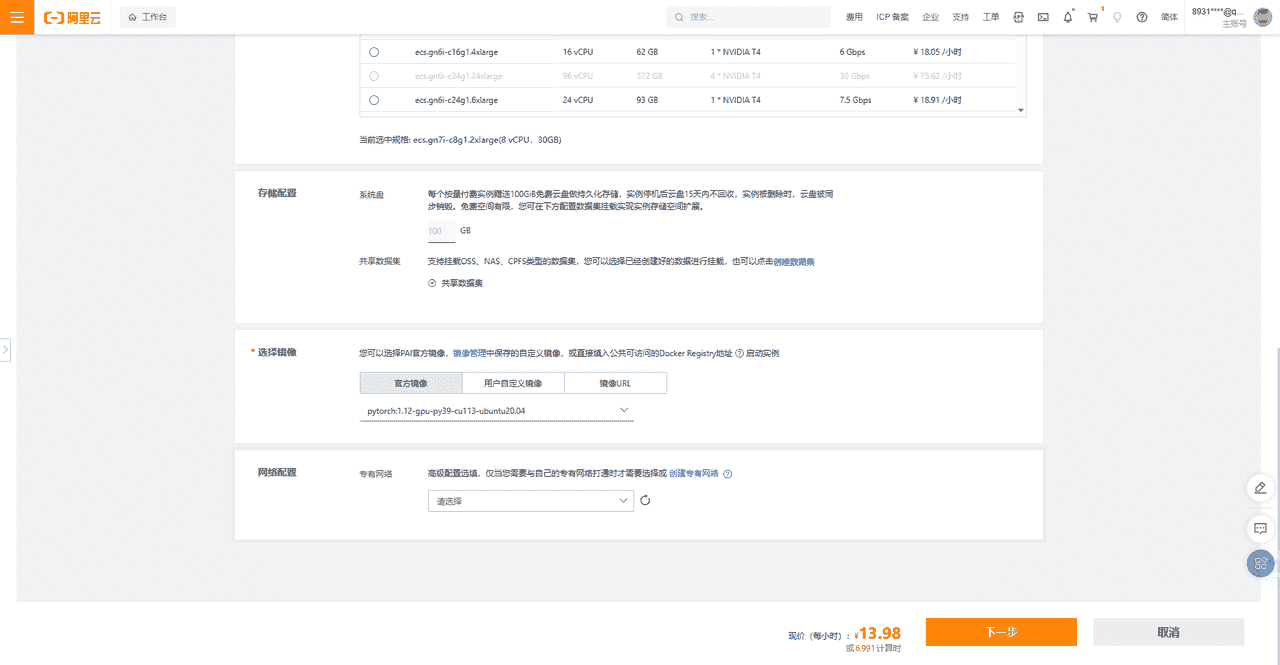 阿里云
工作台
搜索...
费用 ICP 备案 企业 支持 工单 简体
8931****@q...
主账号
ecs.gn6i-c16g1.4xlarge 16 vCPU 62 GB 1 * NVIDIA T4 6 Gbps ¥ 18.05 /小时
ecs.gn6i-c24g1.24xlarge 96 vCPU 372 GB 4 * NVIDIA T4 30 Gbps ¥ 75.62 /小时
ecs.gn6i-c24g1.6xlarge 24 vCPU 93 GB 1 * NVIDIA T4 7.5 Gbps ¥ 18.91 /小时
当前选中规格: ecs.gn7i-c8g1.2xlarge(8 vCPU，30GB)
存储配置
系统盘
每个按量付费实例赠送100GiB免费云盘做持久化存储，实例停机后云盘15天内不回收，实例被删除时，云盘被同
步销毁。免费空间有限，您可在下方配置数据集挂载实现实例存储空间扩展。
100 GB
共享数据集
支持挂载OSS、NAS、CPFS类型的数据集，您可以选择已经创建好的数据进行挂载，也可以点击创建数据集
共享数据集
* 选择镜像
您可以选择PAI官方镜像，镜像管理中保存的自定义镜像，或直接填入公共可访问的Docker Registry地址 启动实例
官方镜像 用户自定义镜像 镜像URL
pytorch:1.12-gpu-py39-cu113-ubuntu20.04
网络配置
专有网络
高级配置选填，仅当您需要与自己的专有网络打通时才需要选择或 创建专有网络
请选择
现价（每小时）: ¥13.98
或6.991计算时
下一步
取消